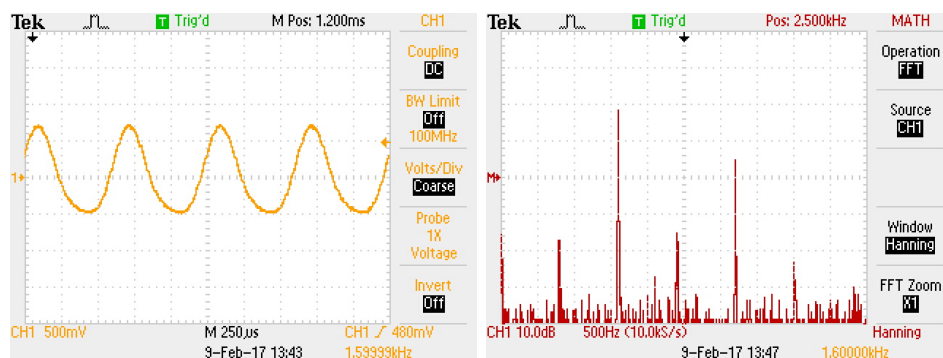 Tek Trig'd M Pos: 1.200ms CH1
Coupling
DC
BW Limit
Off
100MHz
Volts/Div
Coarse
Probe
1X
Voltage
Invert
Off
1
CH1 500mV M 250µs CH1 / 480mV
9-Feb-17 13:43 1.59999kHz
Tek T Trig'd Pos: 2.500kHz MATH
Operation
FFT
Source
CH1
M
Window
Hanning
FFT Zoom
X1
CH1 10.0dB 500Hz (10.0kS/s) Hanning
9-Feb-17 13:47 1.60000kHz